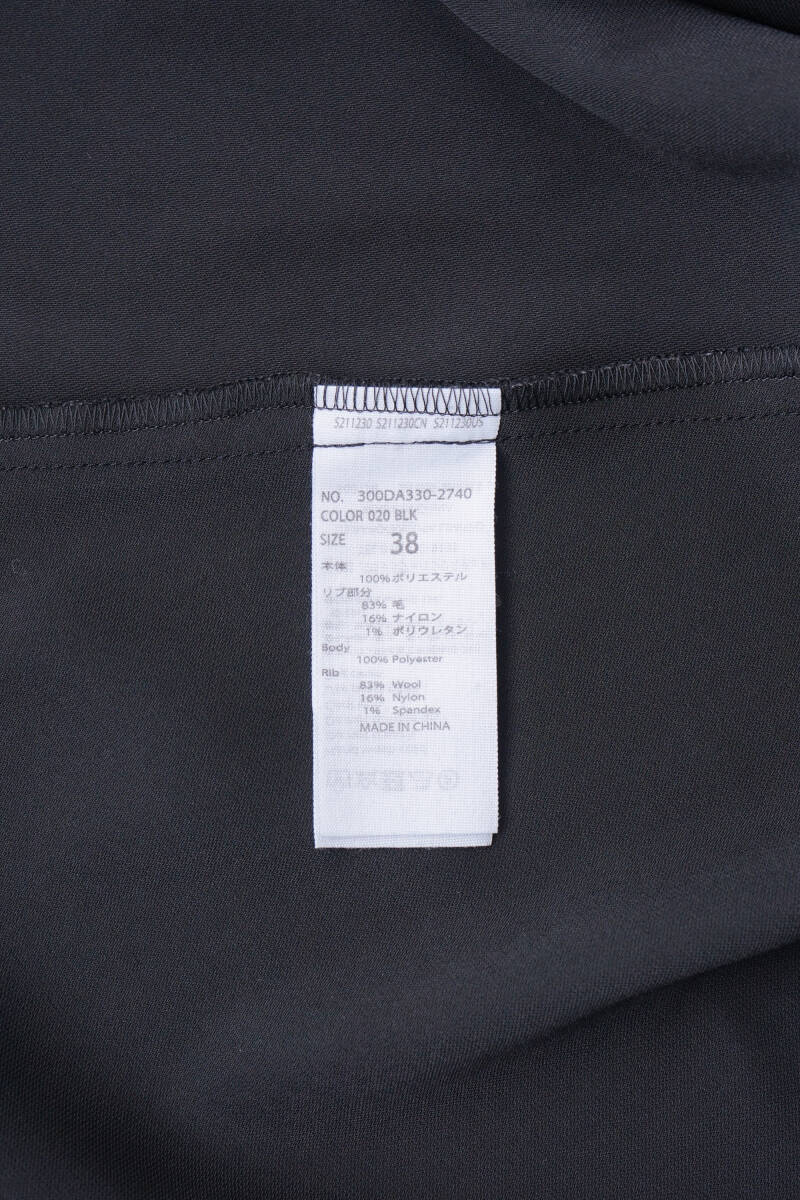 S211230 S211230CN S211230US
NO. 300DA330-2740
COLOR 020 BLK
SIZE 38
本体
100%ポリエステル
リブ部分
83% 毛
16% ナイロン
1% ポリウレタン
Body
100% Polyester
Rib
83% Wool
16% Nylon
1% Spandex
MADE IN CHINA